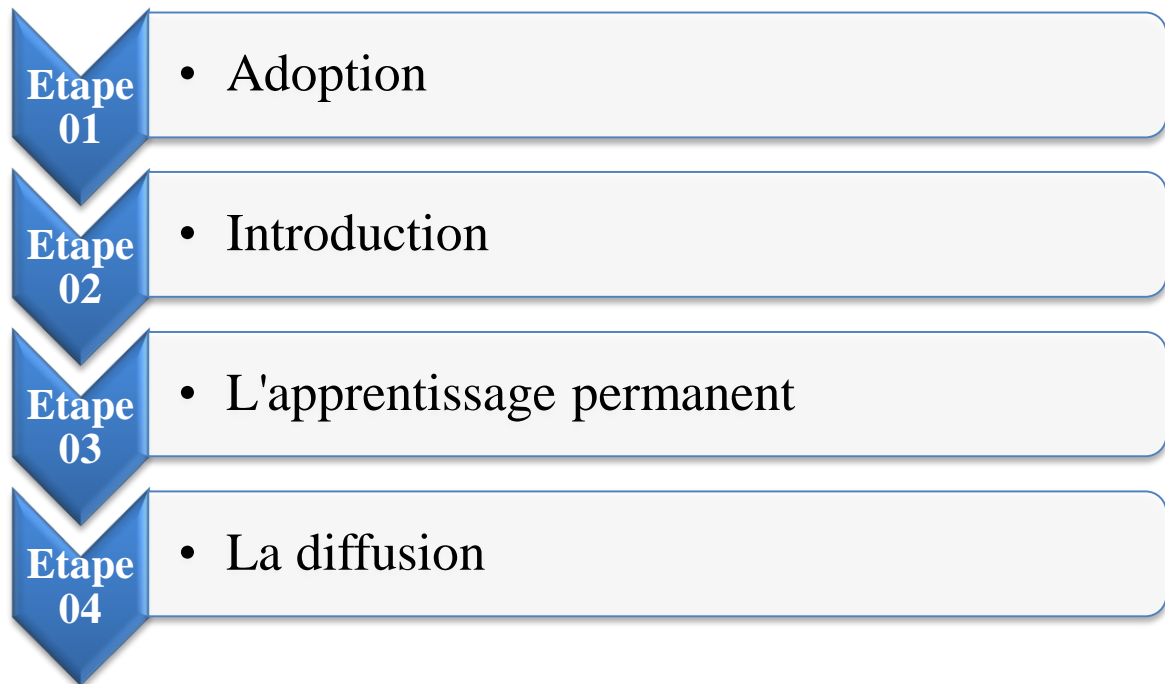 Etape
01
• Adoption
Etape
02
• Introduction
Etape
03
• L'apprentissage permanent
Etape
04
• La diffusion